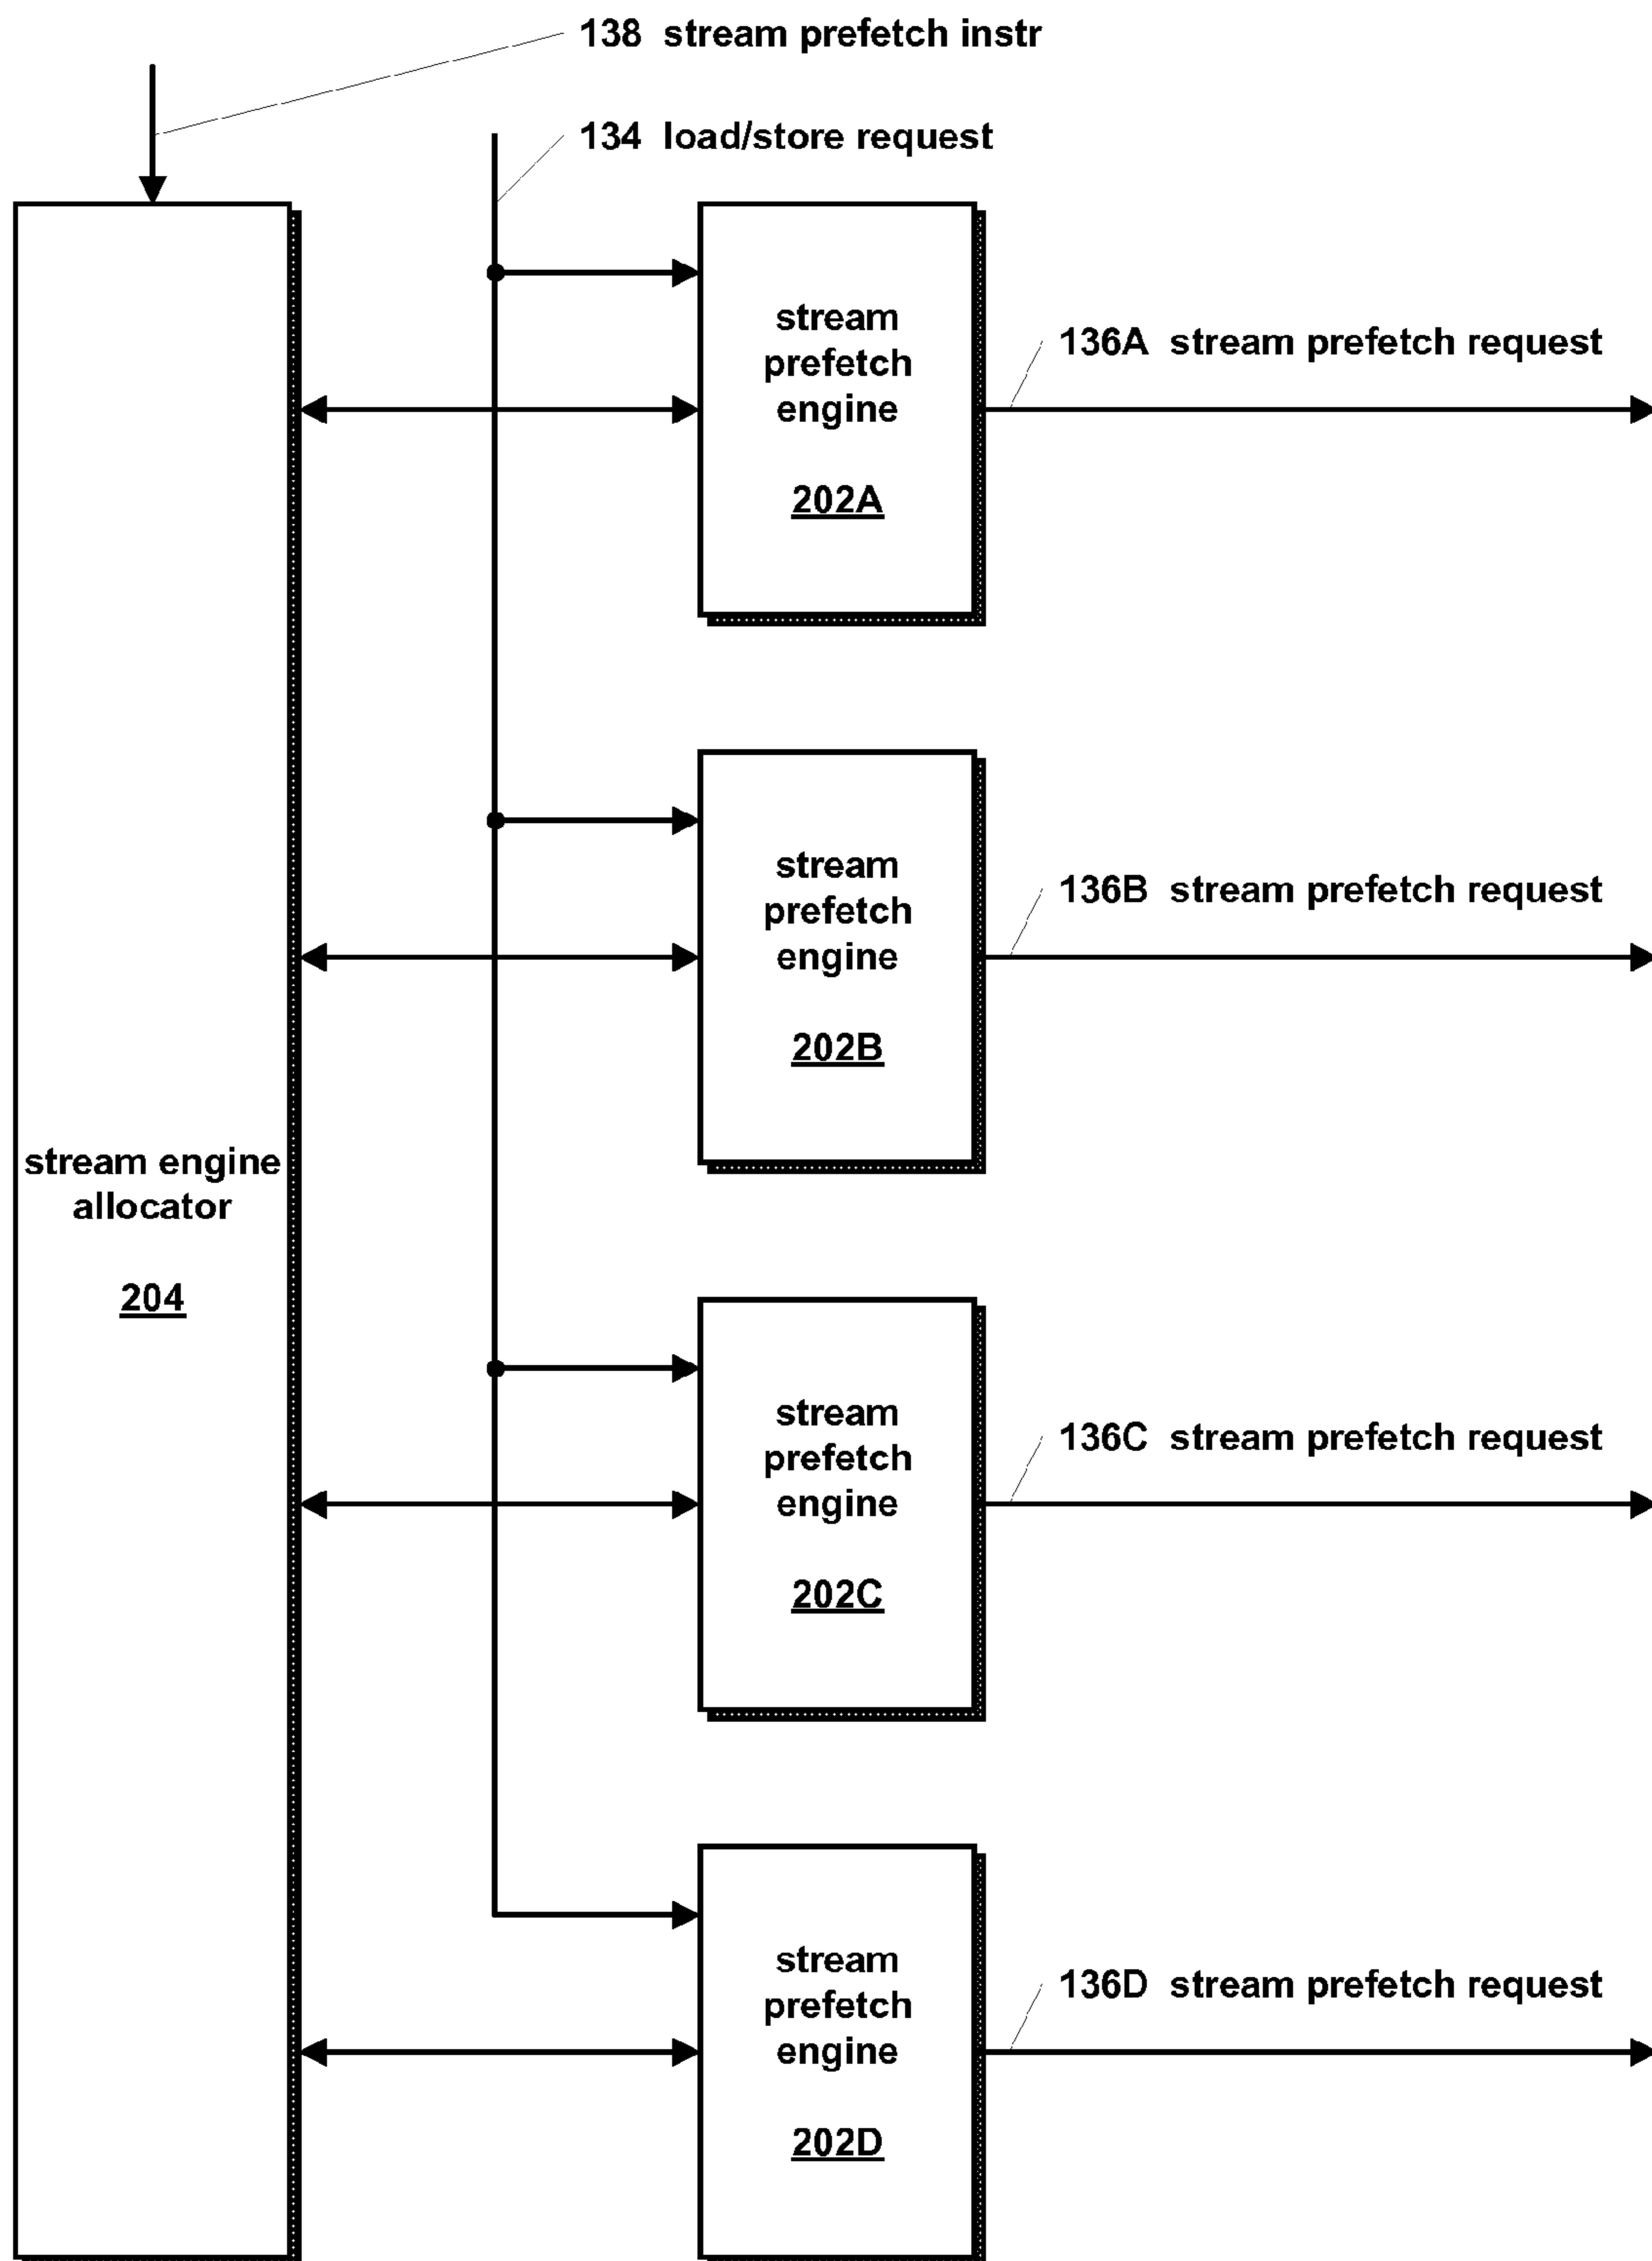 138 stream prefetch instr
134 load/store request
stream
prefetch
engine
202A
136A stream prefetch request
stream
prefetch
engine
202B
136B stream prefetch request
stream engine
allocator
204
stream
prefetch
engine
202C
136C stream prefetch request
stream
prefetch
engine
202D
136D stream prefetch request